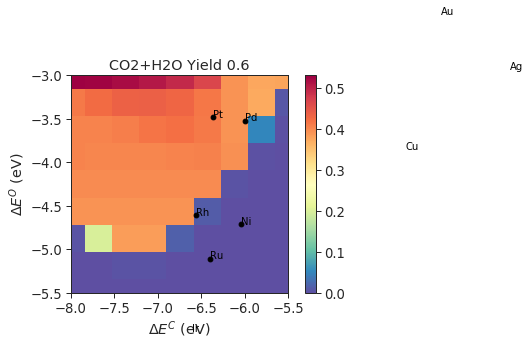 Au
Ag
CO2+H2O Yield 0.6
−3.0
−3.5
−4.0
−4.5
−5.0
−5.5
ΔE^O (eV)
Pt
Pd
Cu
Rh
Ni
Ru
0.5
0.4
0.3
0.2
0.1
0.0
−8.0 −7.5 −7.0 −6.5 −6.0 −5.5
ΔE^C (eV)
Ir